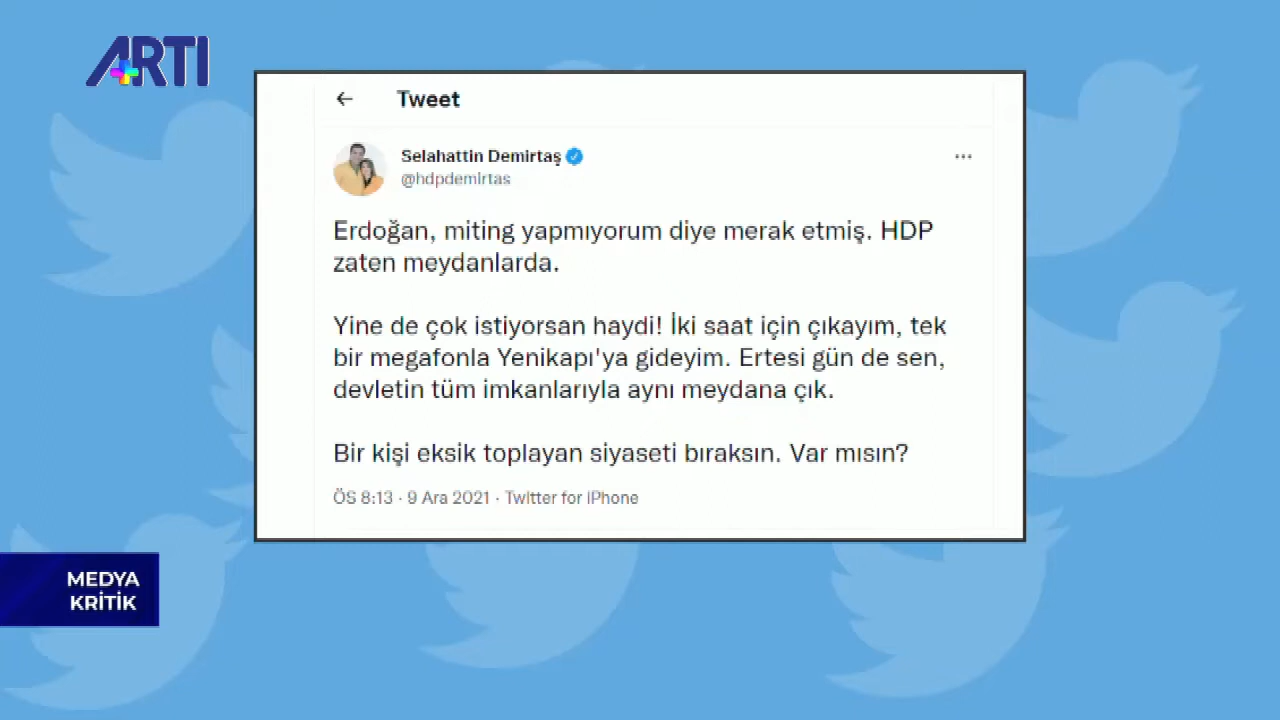 ARTI
Tweet
Selahattin Demirtaş
@hdpdemirtas
Erdoğan, miting yapmıyorum diye merak etmiş. HDP
zaten meydanlarda.
Yine de çok istiyorsan haydi! İki saat için çıkayım, tek
bir megafonla Yenikapı'ya gideyim. Ertesi gün de sen,
devletin tüm imkanlarıyla aynı meydana çık.
Bir kişi eksik toplayan siyaseti bıraksın. Var mısın?
ÖS 8:13 · 9 Ara 2021 · Twitter for iPhone
MEDYA
KRİTİK